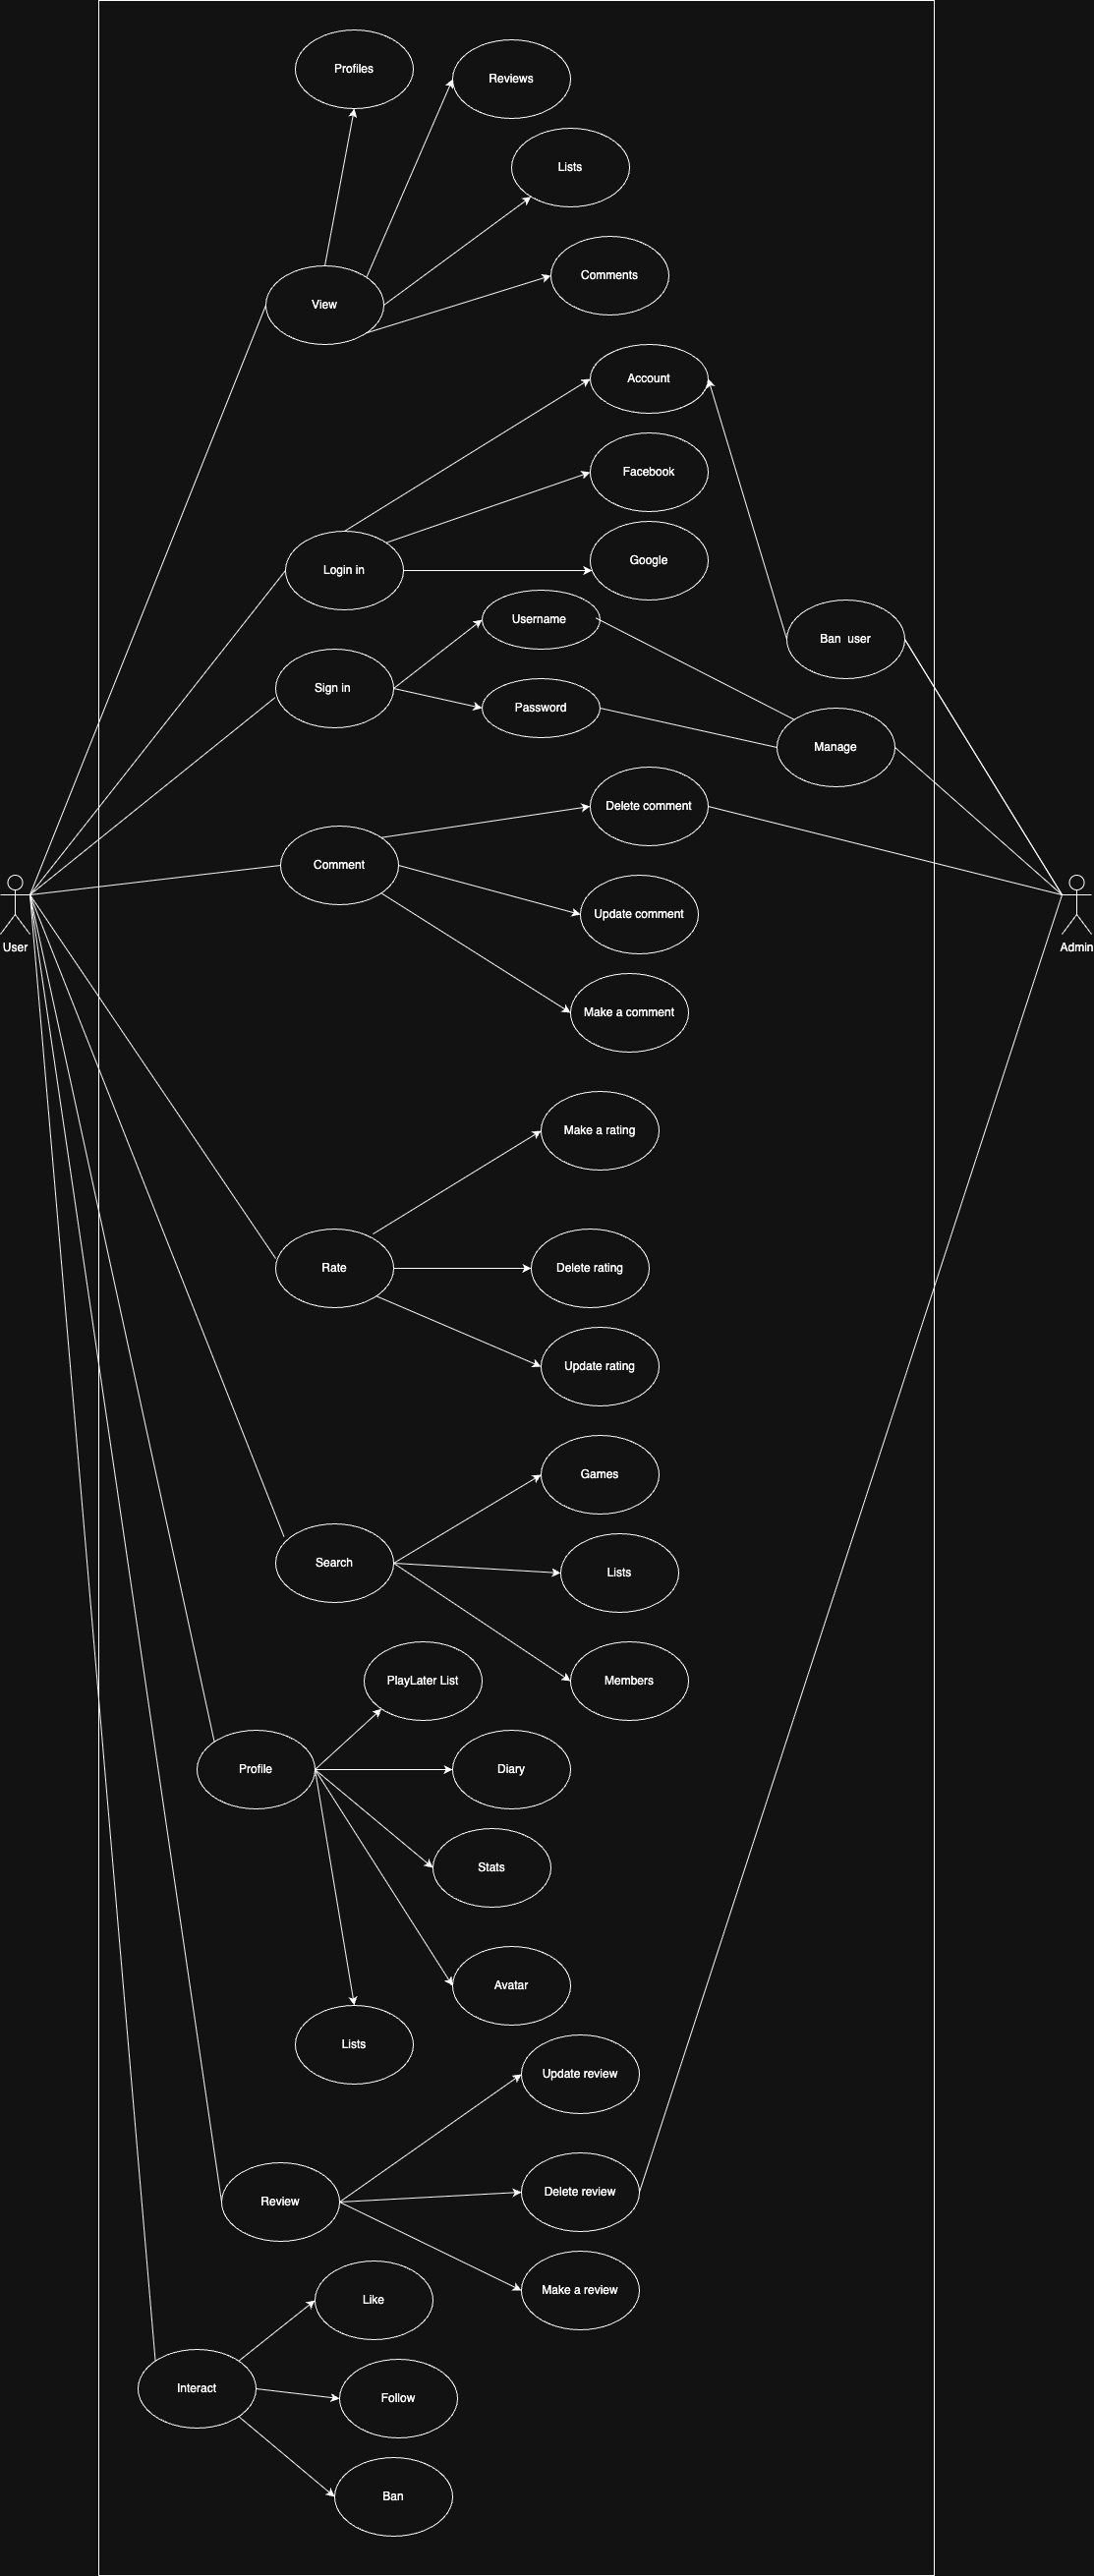 Profiles
Reviews
Lists
Comments
View
Account
Facebook
Google
Login in
Username
Ban  user
Sign in
Password
Manage
Delete comment
Comment
Update comment
User
Admin
Make a comment
Make a rating
Rate
Delete rating
Update rating
Games
Search
Lists
Members
PlayLater List
Profile
Diary
Stats
Avatar
Lists
Update review
Review
Delete review
Make a review
Like
Interact
Follow
Ban